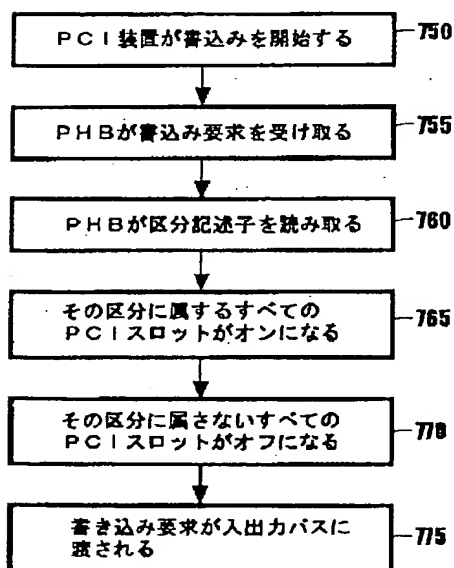 PCI装置が書込みを開始する
750
PHBが書込み要求を受け取る
755
PHBが区分記述子を読み取る
760
その区分に属するすべての
PCIスロットがオンになる
765
その区分に属さないすべての
PCIスロットがオフになる
770
書き込み要求が入出力バスに
渡される
775